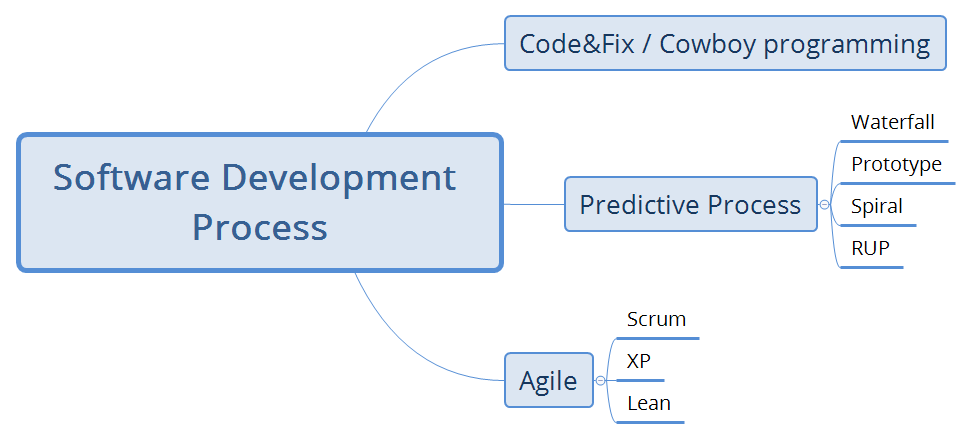 Code&Fix / Cowboy programming
Software Development
Process
Predictive Process
Waterfall
Prototype
Spiral
RUP
Agile
Scrum
XP
Lean